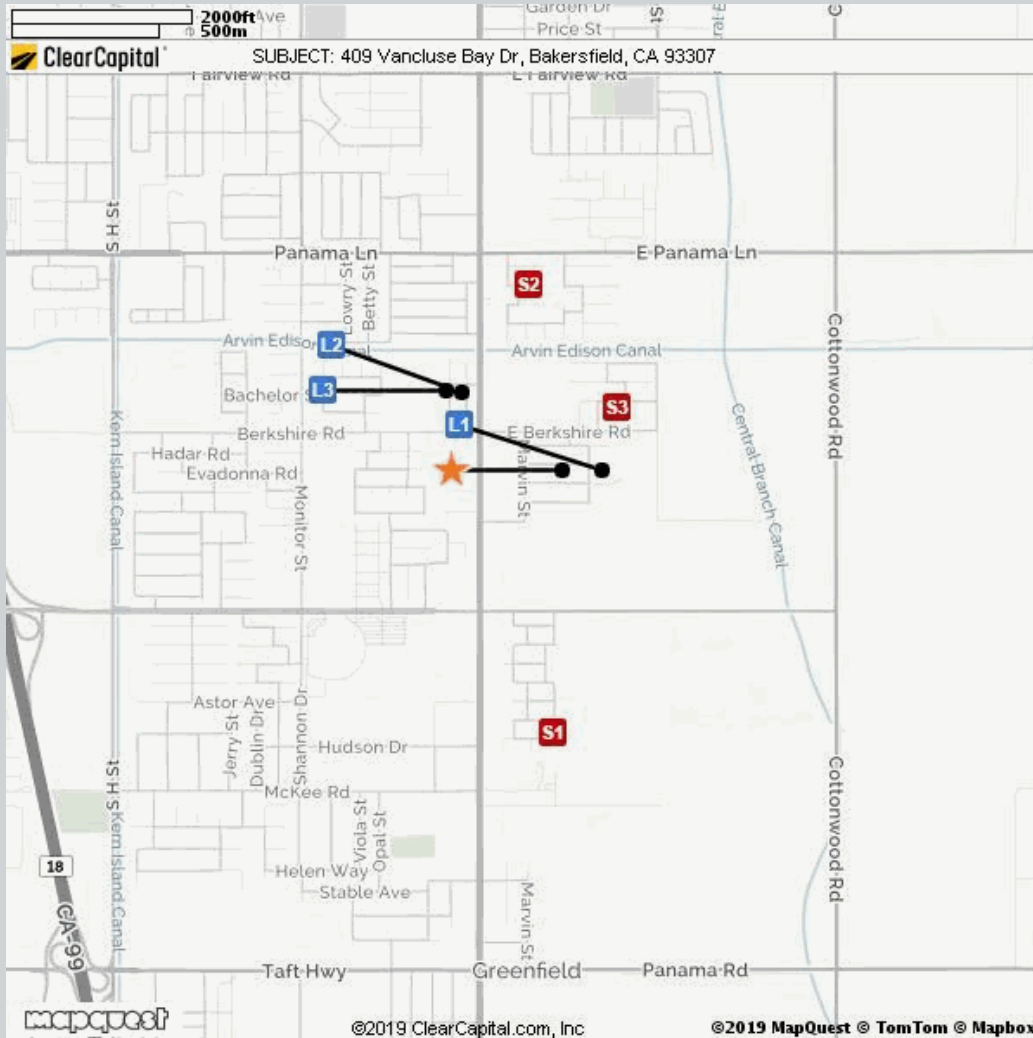 2000ft
500m
Ave
Garden Dr
Price St
ClearCapital
SUBJECT: 409 Vancluse Bay Dr, Bakersfield, CA 93307
Fairview Rd
E Fairview Rd
S H St
Panama Ln
E Panama Ln
S2
Lowry St
Betty St
Arvin Edison
L2
Arvin Edison Canal
Cottonwood Rd
L3
Bachelor
S3
L1
Berkshire Rd
E Berkshire Rd
Kern Island Canal
Hadar Rd
Evadonna Rd
Marvin St
Monitor St
Central Branch Canal
Astor Ave
Jerry St
Dublin Dr
Shannon Dr
S1
Hudson Dr
S H St
McKee Rd
Viola St
Opal St
Kern Island Canal
Cottonwood Rd
18
Helen Way
Stable Ave
Marvin St
CA-99
Taft Hwy
Greenfield
Panama Rd
mapquest
©2019 ClearCapital.com, Inc
©2019 MapQuest © TomTom © Mapbox